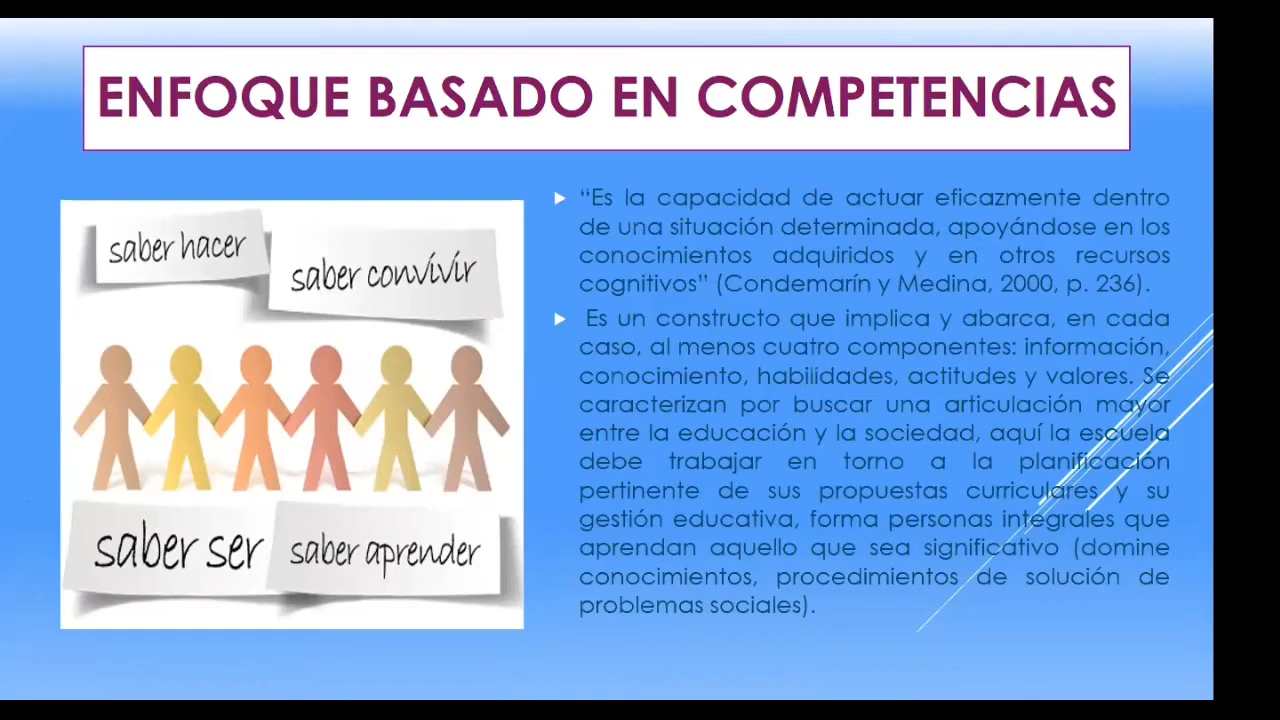 ENFOQUE BASADO EN COMPETENCIAS
saber hacer
saber convivir
saber ser
saber aprender
“Es la capacidad de actuar eficazmente dentro
de una situación determinada, apoyándose en los
conocimientos adquiridos y en otros recursos
cognitivos” (Condemarín y Medina, 2000, p. 236).
Es un constructo que implica y abarca, en cada
caso, al menos cuatro componentes: información,
conocimiento, habilidades, actitudes y valores. Se
caracterizan por buscar una articulación mayor
entre la educación y la sociedad, aquí la escuela
debe trabajar en torno a la planificación
pertinente de sus propuestas curriculares y su
gestión educativa, forma personas integrales que
aprendan aquello que sea significativo (domine
conocimientos, procedimientos de solución de
problemas sociales).